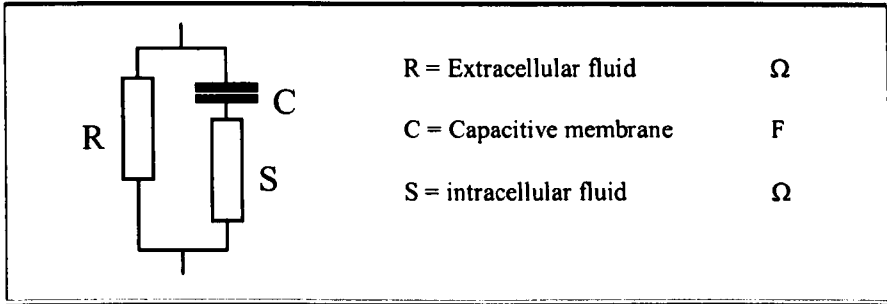 R
C
S
R = Extracellular fluid Ω
C = Capacitive membrane F
S = intracellular fluid Ω